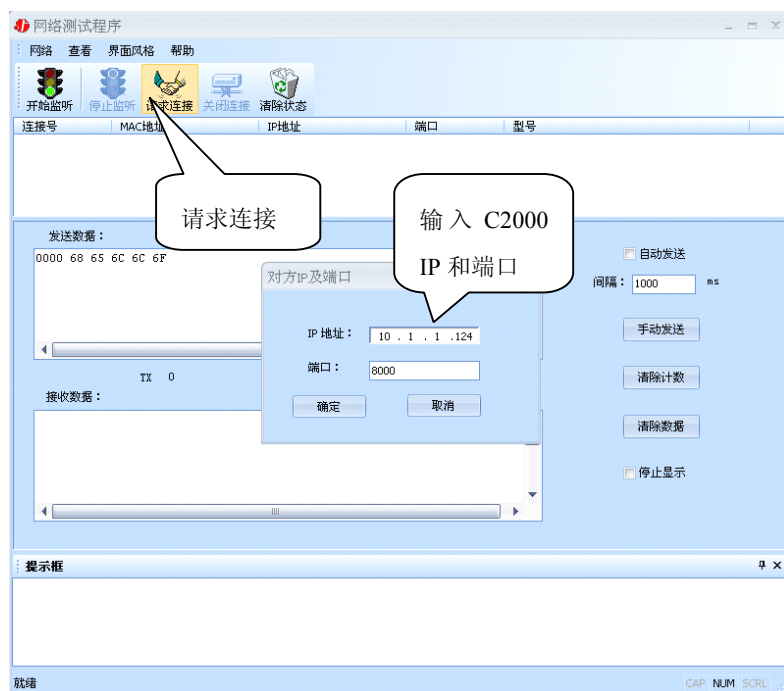 网络测试程序
网络 查看 界面风格 帮助
开始监听 停止监听 请求连接 关闭连接 清除状态
连接号 MAC地址 IP地址 端口 型号
请求连接
输入 C2000
IP 和端口
发送数据：
0000 68 65 6C 6C 6F
自动发送
间隔： 1000 ms
对方IP及端口
IP 地址： 10 . 1 . 1 .124
端口： 8000
确定 取消
手动发送
TX 0
清除计数
接收数据：
清除数据
停止显示
提示框
就绪
CAP NUM SCRL